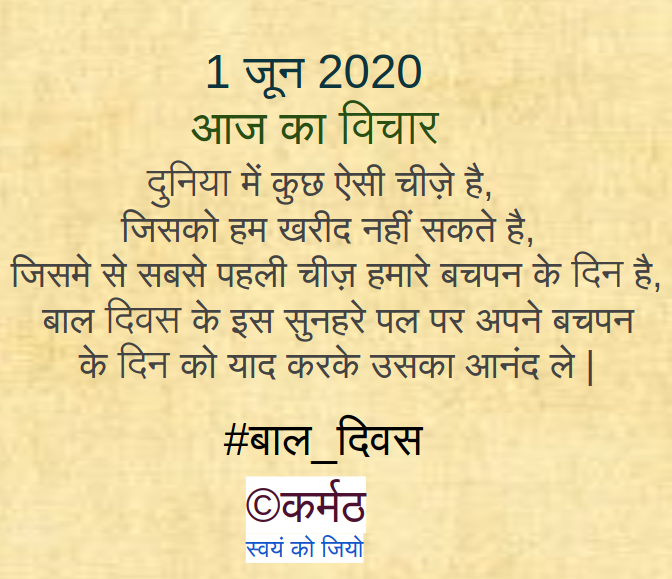 1 जून 2020
आज का विचार
दुनिया में कुछ ऐसी चीज़े है,
जिसको हम खरीद नहीं सकते है,
जिसमे से सबसे पहली चीज़ हमारे बचपन के दिन है,
बाल दिवस के इस सुनहरे पल पर अपने बचपन
के दिन को याद करके उसका आनंद ले |
#बाल_दिवस
©कर्मठ
स्वयं को जियो